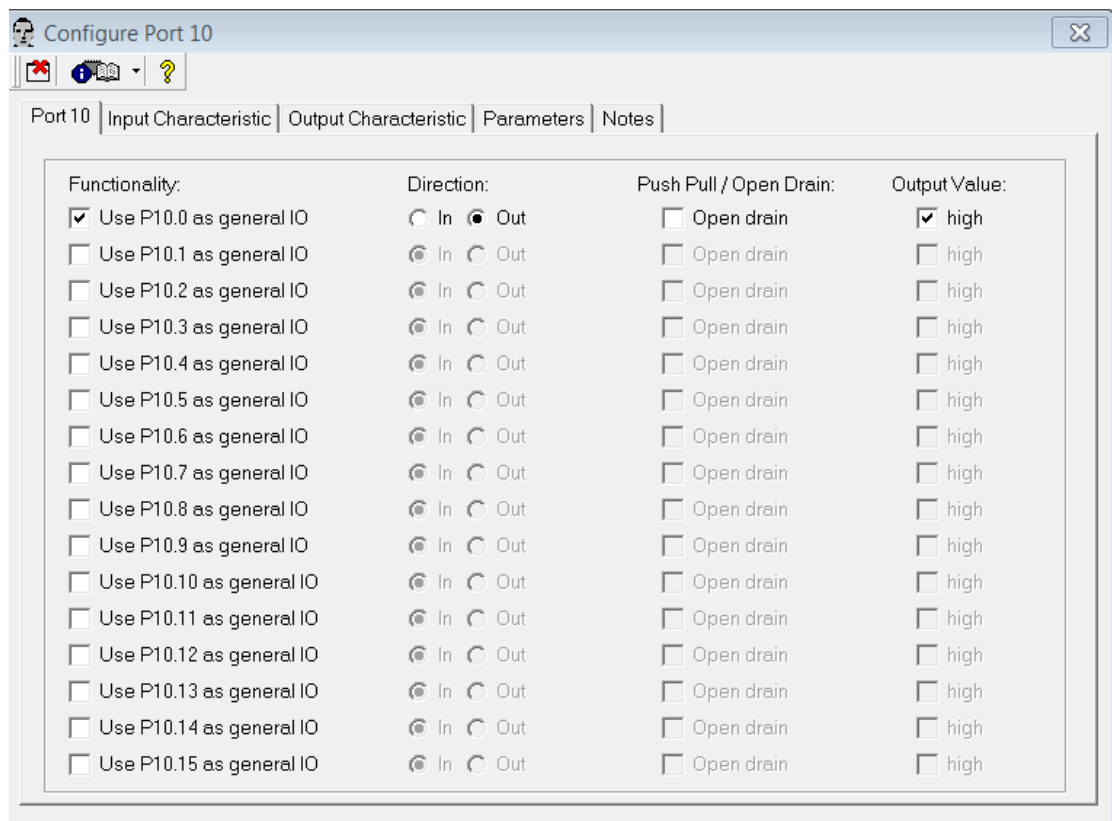 Configure Port 10
Port 10 Input Characteristic Output Characteristic Parameters Notes
Functionality: Direction: Push Pull / Open Drain: Output Value:
Use P10.0 as general IO In Out Open drain high
Use P10.1 as general IO In Out Open drain high
Use P10.2 as general IO In Out Open drain high
Use P10.3 as general IO In Out Open drain high
Use P10.4 as general IO In Out Open drain high
Use P10.5 as general IO In Out Open drain high
Use P10.6 as general IO In Out Open drain high
Use P10.7 as general IO In Out Open drain high
Use P10.8 as general IO In Out Open drain high
Use P10.9 as general IO In Out Open drain high
Use P10.10 as general IO In Out Open drain high
Use P10.11 as general IO In Out Open drain high
Use P10.12 as general IO In Out Open drain high
Use P10.13 as general IO In Out Open drain high
Use P10.14 as general IO In Out Open drain high
Use P10.15 as general IO In Out Open drain high